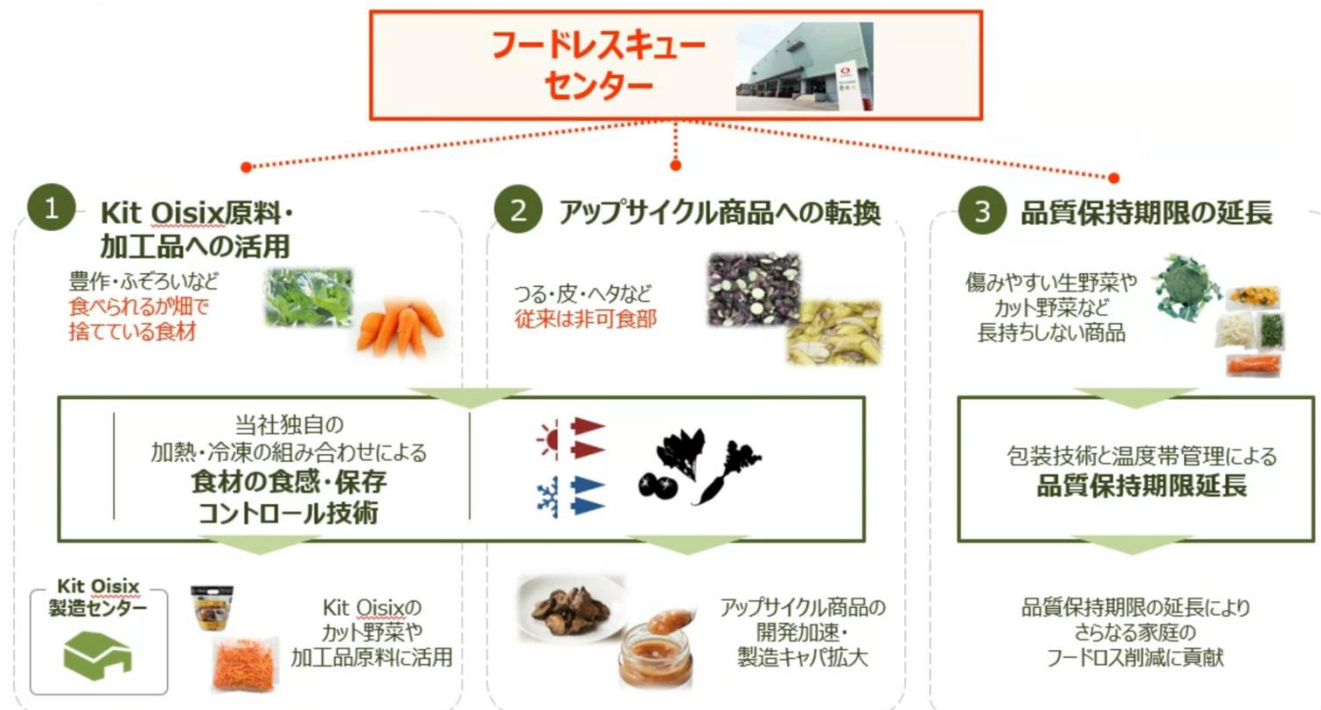 フードレスキュー
センター
1
Kit Oisix原料・
加工品への活用
豊作・ふぞろいなど
食べられるが畑で
捨てている食材
2
アップサイクル商品への転換
つる・皮・ヘタなど
従来は非可食部
3
品質保持期限の延長
傷みやすい生野菜や
カット野菜など
長持ちしない商品
当社独自の
加熱・冷凍の組み合わせによる
食材の食感・保存
コントロール技術
包装技術と温度帯管理による
品質保持期限延長
Kit Oisix
製造センター
Kit Oisixの
カット野菜や
加工品原料に活用
アップサイクル商品の
開発加速・
製造キャパ拡大
品質保持期限の延長により
さらなる家庭の
フードロス削減に貢献